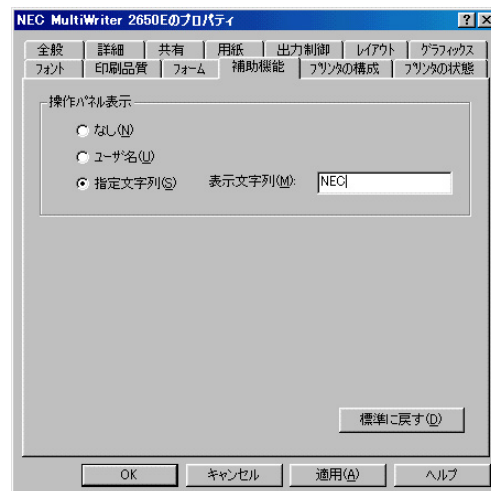 NEC MultiWriter 2650Eのプロパティ
全般 詳細 共有 用紙 出力制御 レイアウト グラフィックス
フォント 印刷品質 フォーム 補助機能 プリンタの構成 プリンタの状態
操作パネル表示
なし(N)
ユーザ名(U)
指定文字列(S) 表示文字列(M): NEC
標準に戻す(D)
OK キャンセル 適用(A) ヘルプ